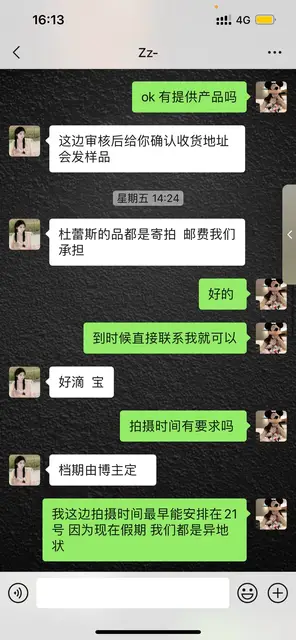 16:13
4G
Zz-
ok 有提供产品吗
这边审核后给你确认收货地址
会发样品
星期五 14:24
杜蕾斯的品都是寄拍 邮费我们
承担
好的
到时候直接联系我就可以
好滴 宝
拍摄时间有要求吗
档期由博主定
我这边拍摄时间最早能安排在21
号 因为现在假期 我们都是异地
状